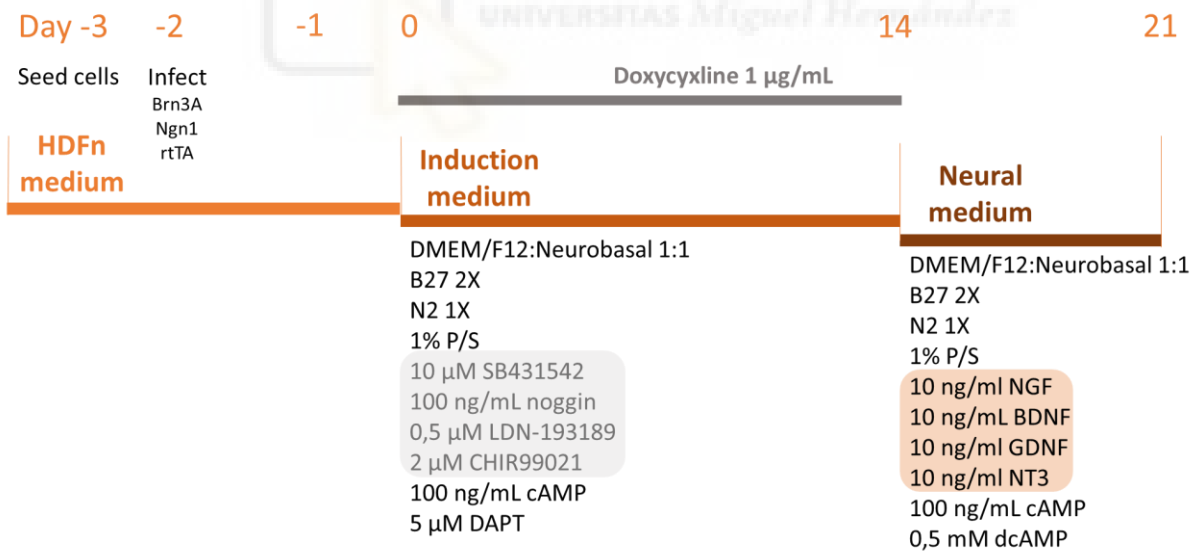 UNIVERSITAS Miguel Hernández
Day -3 -2 -1 0 14 21
Seed cells
Infect
Brn3A
Ngn1
rtTA
Doxycyxline 1 µg/mL
HDFn
medium
Induction
medium
Neural
medium
DMEM/F12:Neurobasal 1:1
B27 2X
N2 1X
1% P/S
10 µM SB431542
100 ng/mL noggin
0,5 µM LDN-193189
2 µM CHIR99021
100 ng/mL cAMP
5 µM DAPT
DMEM/F12:Neurobasal 1:1
B27 2X
N2 1X
1% P/S
10 ng/ml NGF
10 ng/mL BDNF
10 ng/ml GDNF
10 ng/ml NT3
100 ng/mL cAMP
0,5 mM dcAMP